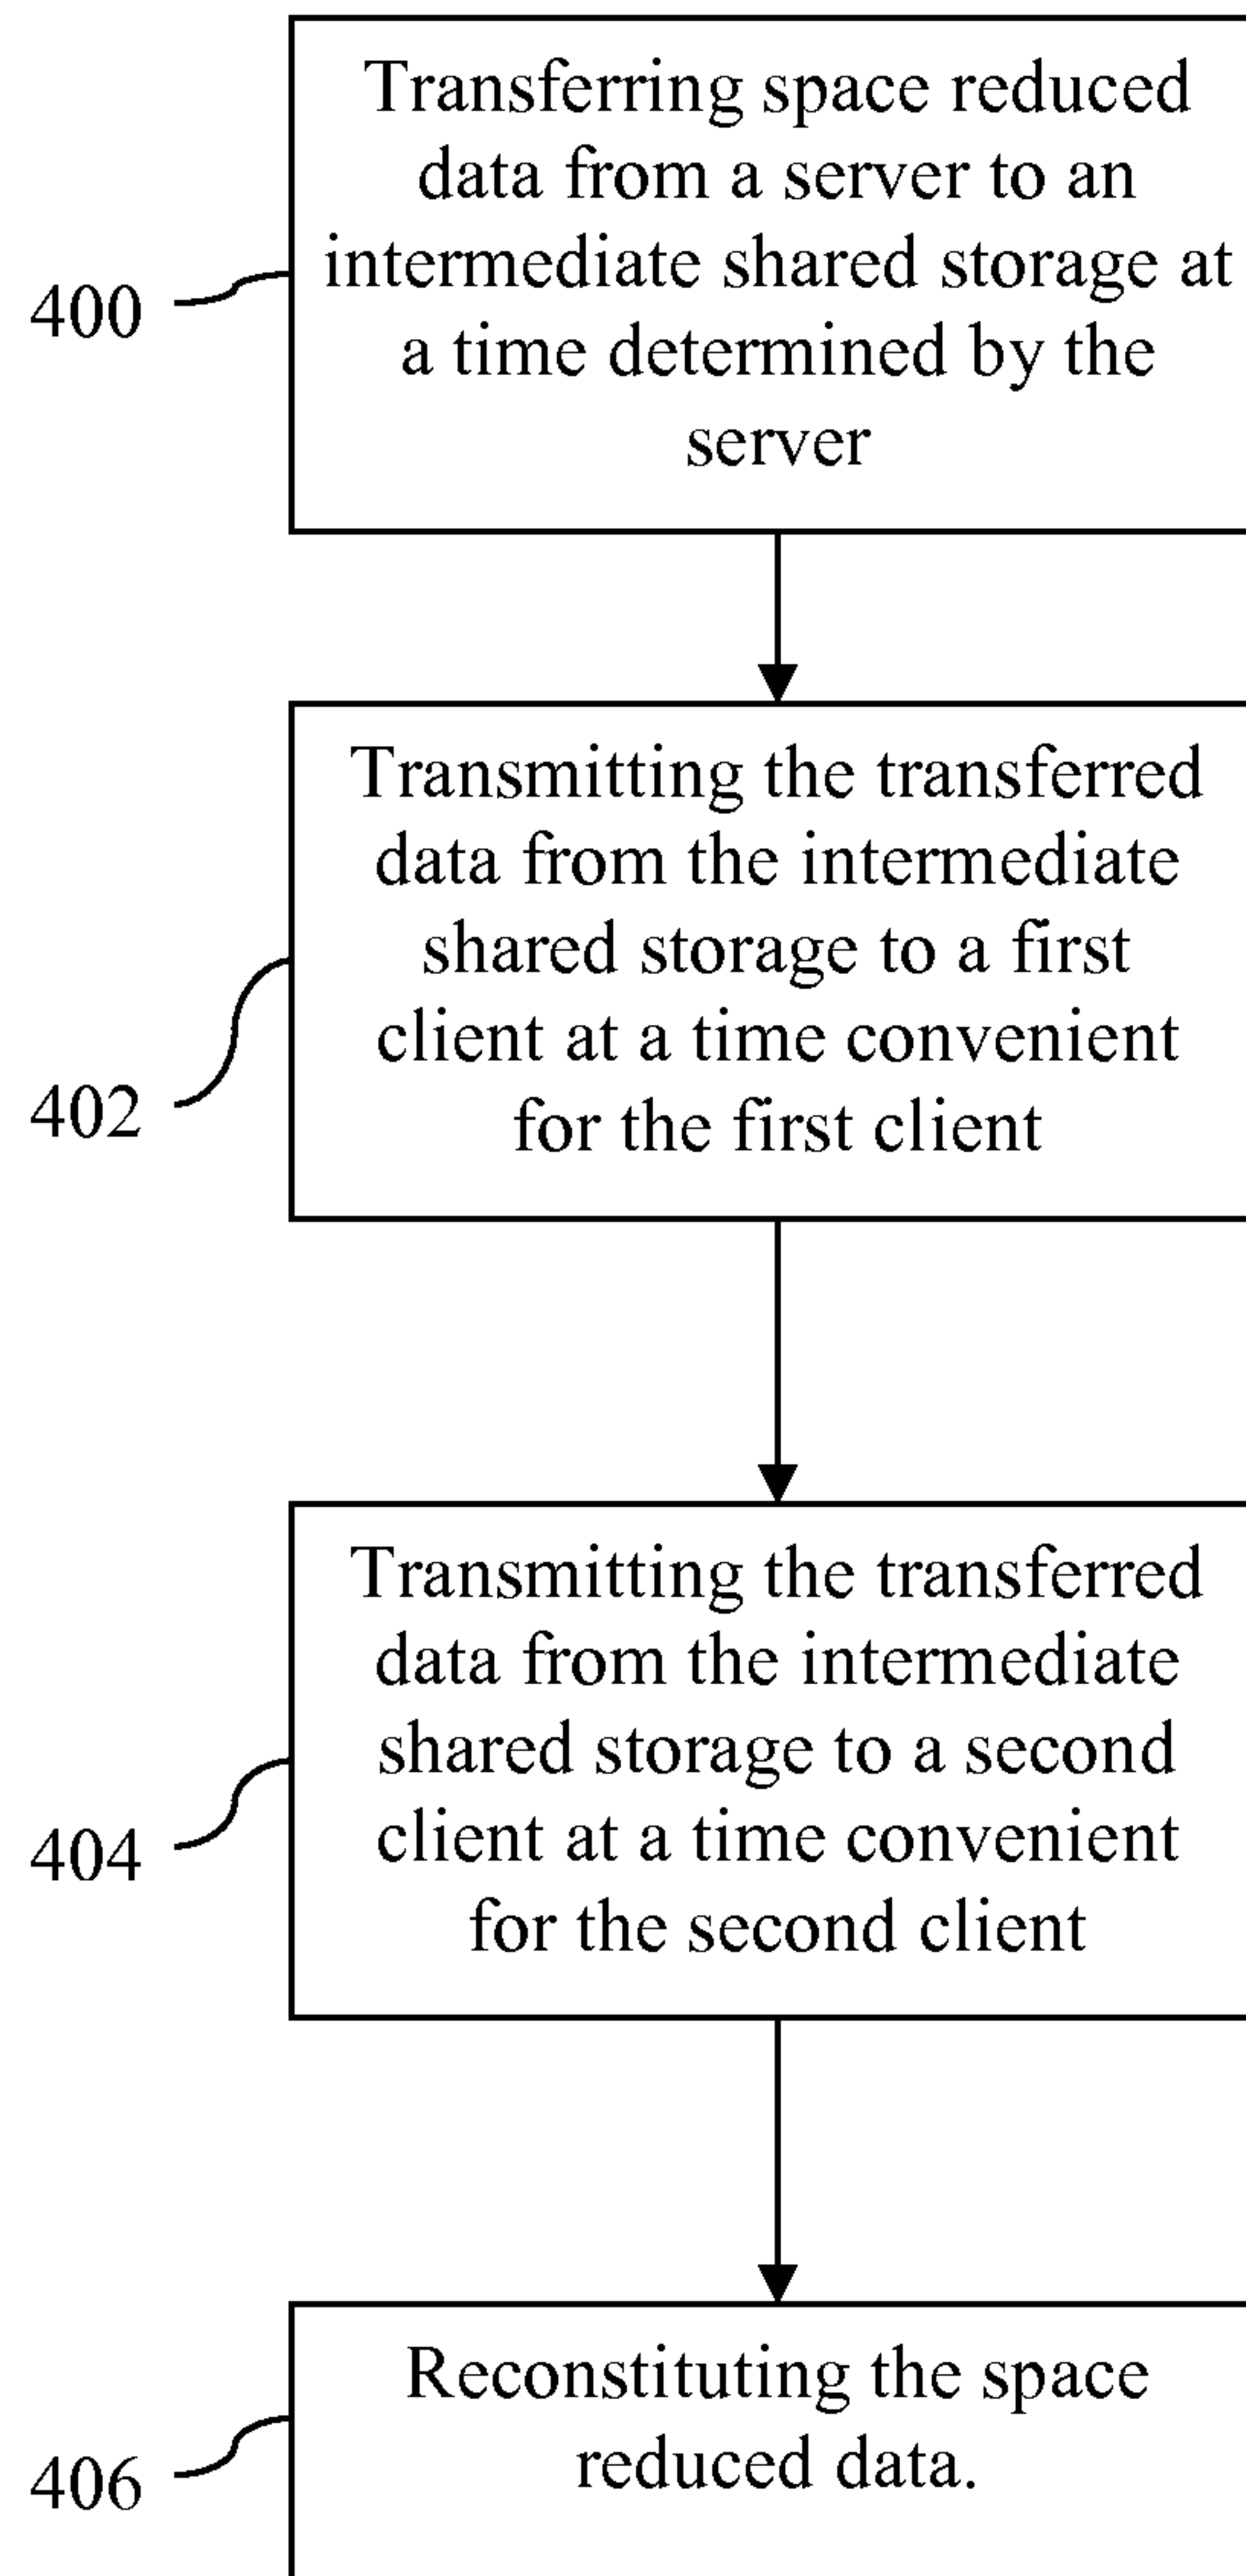 Transferring space reduced
data from a server to an
intermediate shared storage at
a time determined by the
server
400
Transmitting the transferred
data from the intermediate
shared storage to a first
client at a time convenient
for the first client
402
Transmitting the transferred
data from the intermediate
shared storage to a second
client at a time convenient
for the second client
404
Reconstituting the space
reduced data.
406